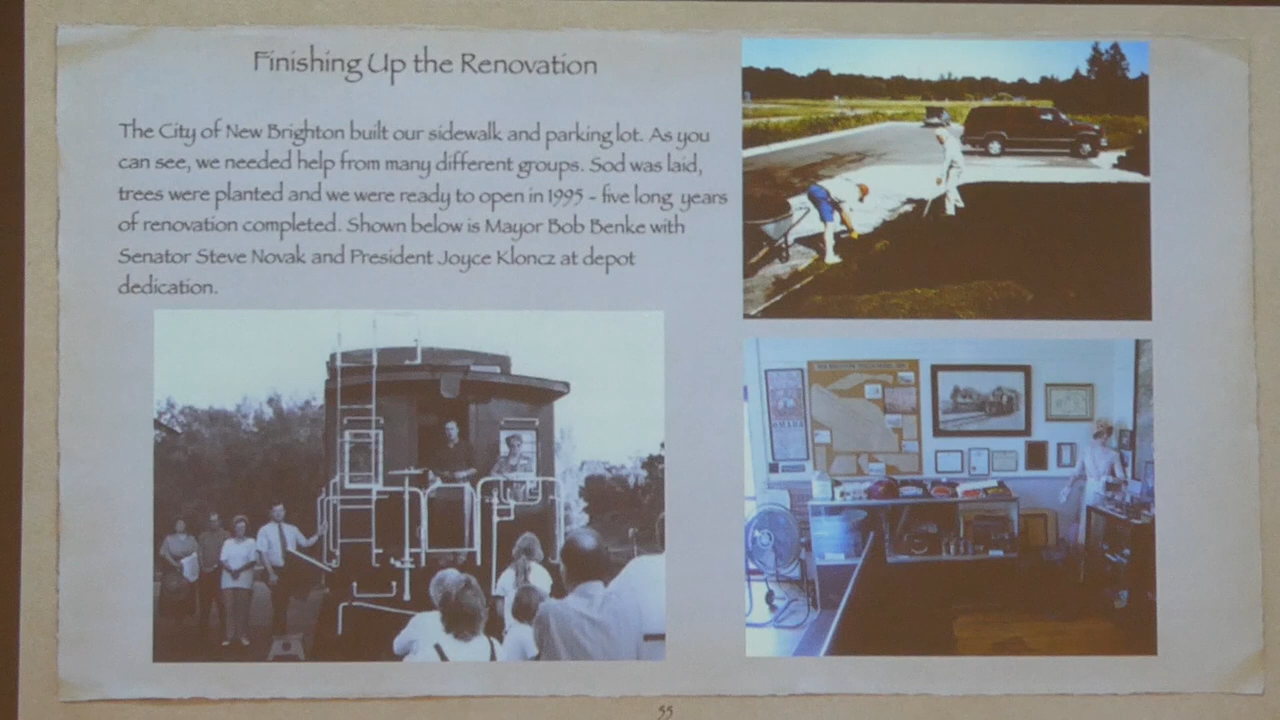 Finishing Up the Renovation
The City of New Brighton built our sidewalk and parking lot. As you
can see, we needed help from many different groups. Sod was laid,
trees were planted and we were ready to open in 1995 - five long years
of renovation completed. Shown below is Mayor Bob Benke with
Senator Steve Novak and President Joyce Kloncz at depot
dedication.
55